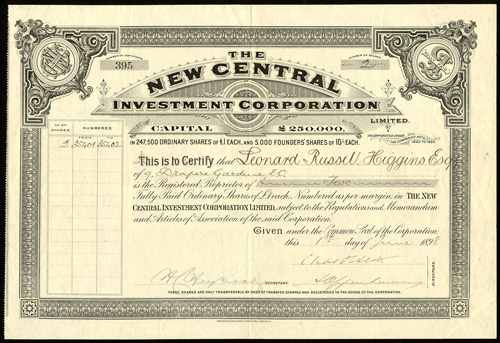 THE
NEW CENTRAL
INVESTMENT CORPORATION
LIMITED.
395
2
CAPITAL £250,000,
IN 247,500 ORDINARY SHARES OF £1 EACH, AND 5,000 FOUNDERS' SHARES OF 10/- EACH.
Nº OF SHARES. NUMBERED
FROM TO
2 35701 35702
This is to Certify that Leonard Russell Higgins Esq
of 9, Drapers Gardens E.C.
is the Registered Proprietor of Two
Fully Paid Ordinary Shares of £1 each, Numbered as per margin, in THE NEW
CENTRAL INVESTMENT CORPORATION LIMITED, subject to the Regulations and Memorandum
and Articles of Association of the said Corporation.
Given under the Common Seal of the Corporation,
this 1st day of June 1898
SECRETARY
DIRECTORS.
THESE SHARES ARE ONLY TRANSFERABLE BY DEED OF TRANSFER STAMPED AND REGISTERED IN THE BOOKS OF THE CORPORATION.